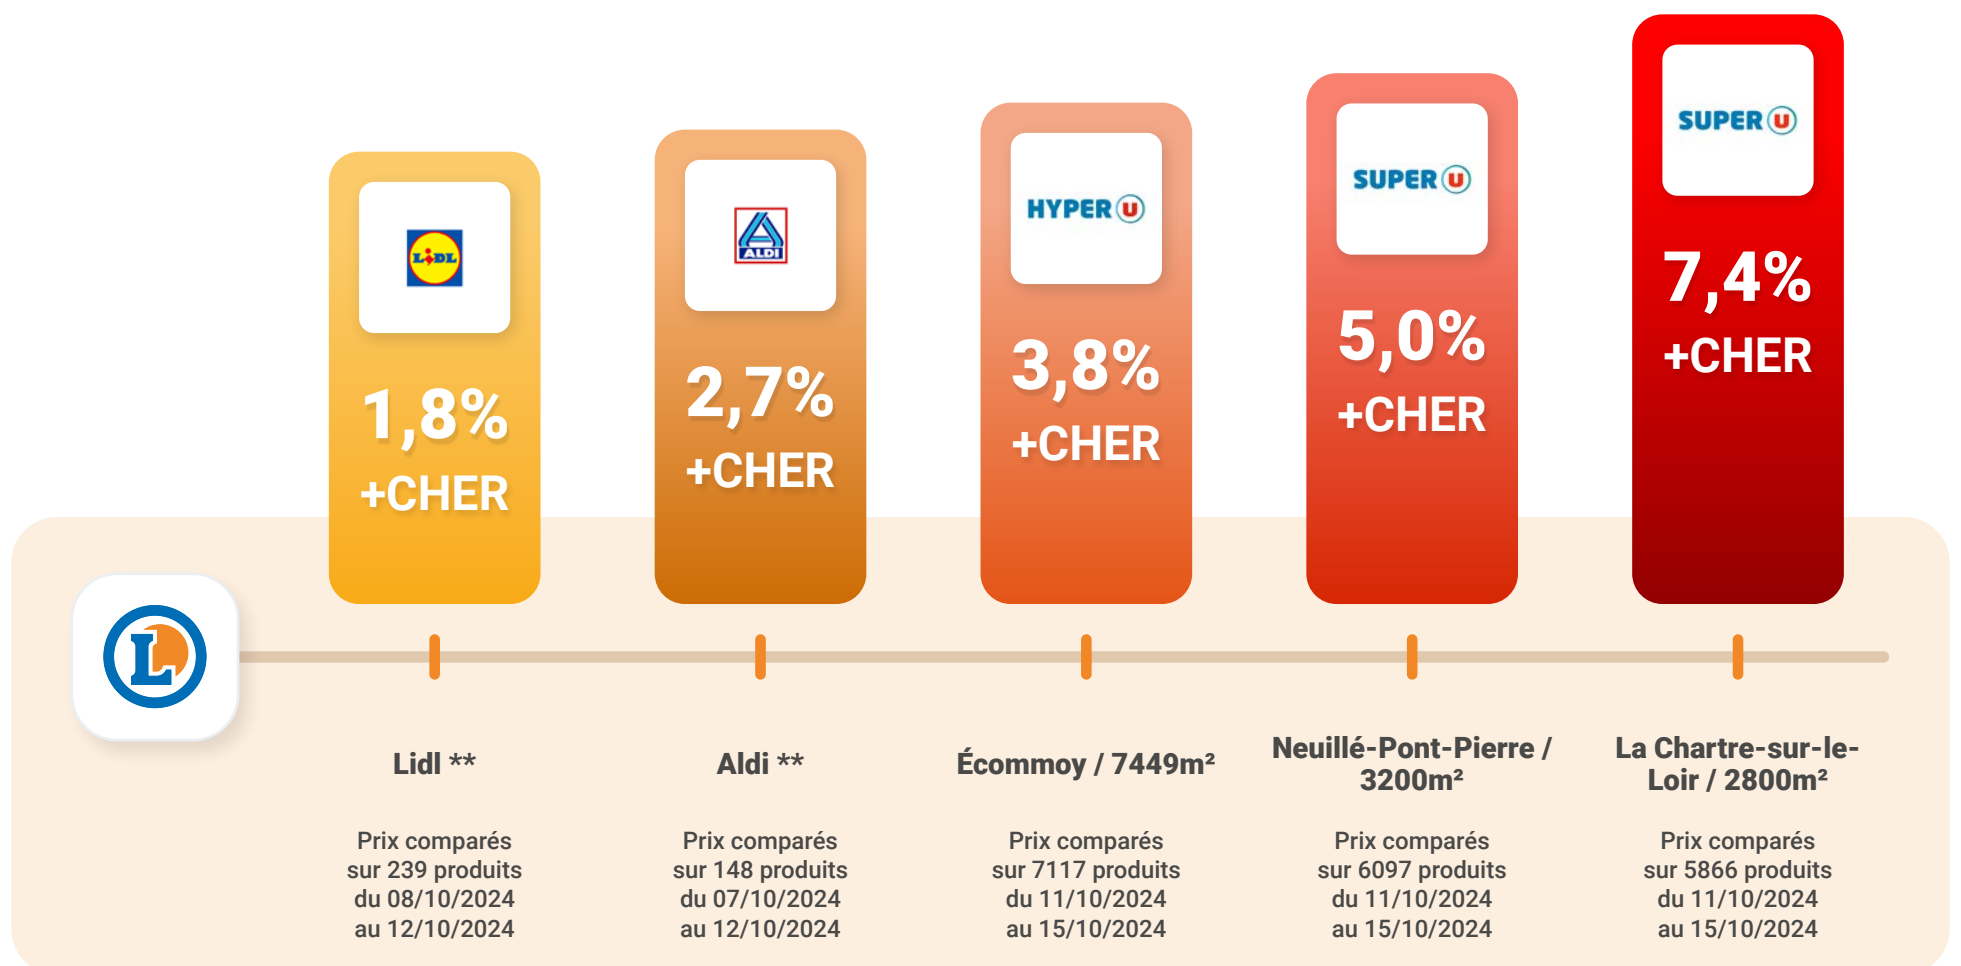 LIDL
1,8%
+CHER
ALDI
2,7%
+CHER
HYPER U
3,8%
+CHER
SUPER U
5,0%
+CHER
SUPER U
7,4%
+CHER
L
Lidl **
Prix comparés
sur 239 produits
du 08/10/2024
au 12/10/2024
Aldi **
Prix comparés
sur 148 produits
du 07/10/2024
au 12/10/2024
Écommoy / 7449m²
Prix comparés
sur 7117 produits
du 11/10/2024
au 15/10/2024
Neuillé-Pont-Pierre /
3200m²
Prix comparés
sur 6097 produits
du 11/10/2024
au 15/10/2024
La Chartre-sur-le-
Loir / 2800m²
Prix comparés
sur 5866 produits
du 11/10/2024
au 15/10/2024